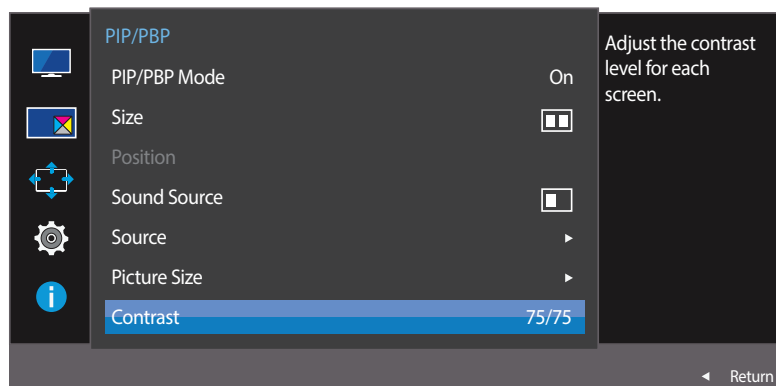 PIP/PBP
PIP/PBP Mode On
Size
Position
Sound Source
Source ►
Picture Size ►
Contrast 75/75
Adjust the contrast
level for each
screen.
i
◄ Return